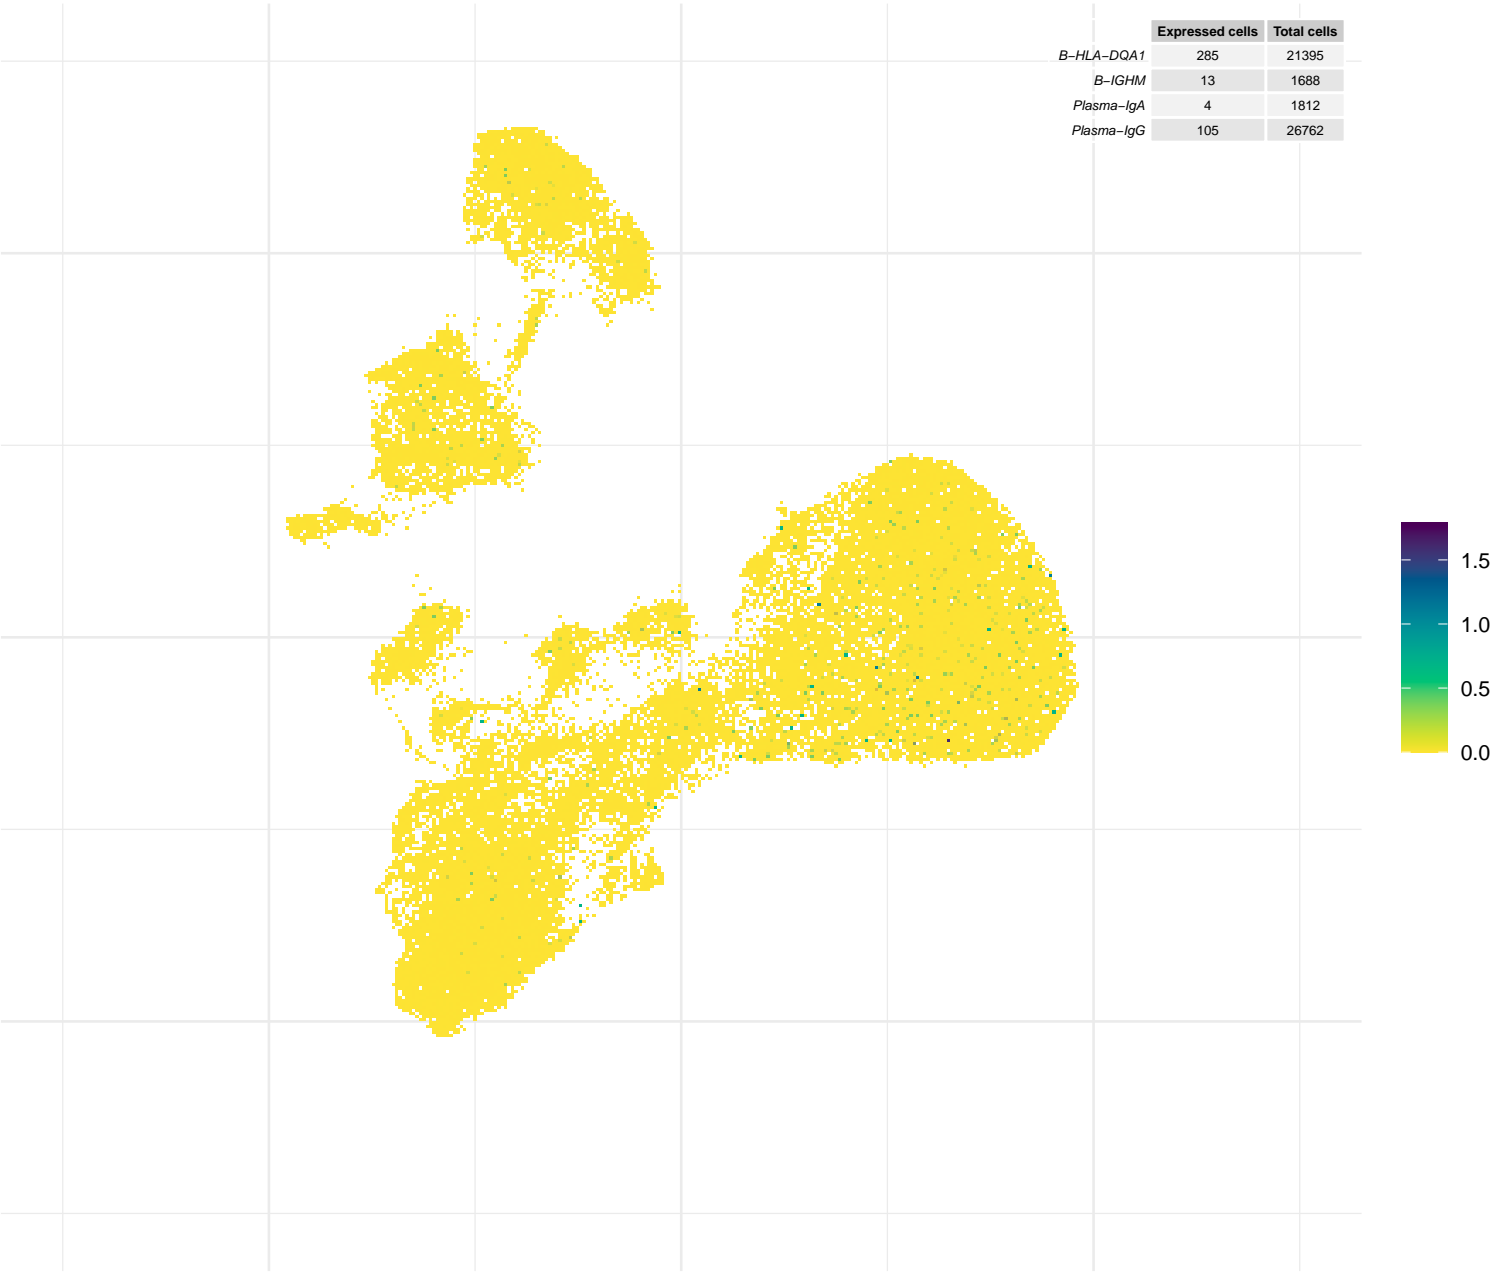 Expressed cells Total cells
B−HLA−DQA1 285 21395
B−IGHM 13 1688
Plasma−IgA 4 1812
Plasma−IgG 105 26762
1.5
1.0
0.5
0.0